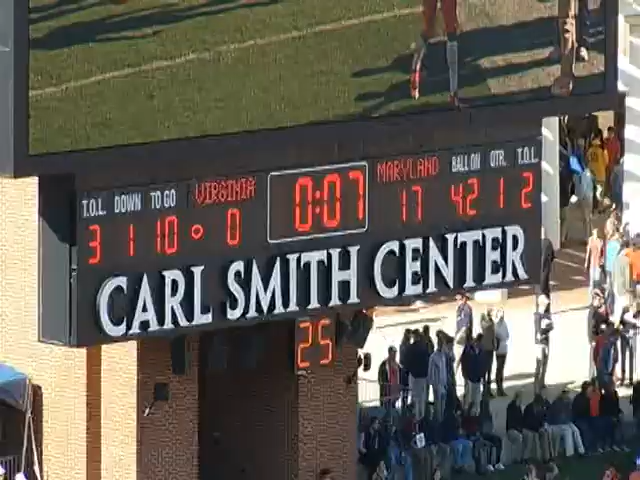 T.O.L. DOWN TO GO VIRGINIA 0:07 MARYLAND BALL ON QTR. T.O.L.
3 1 10 0 17 42 1 2
CARL SMITH CENTER
25